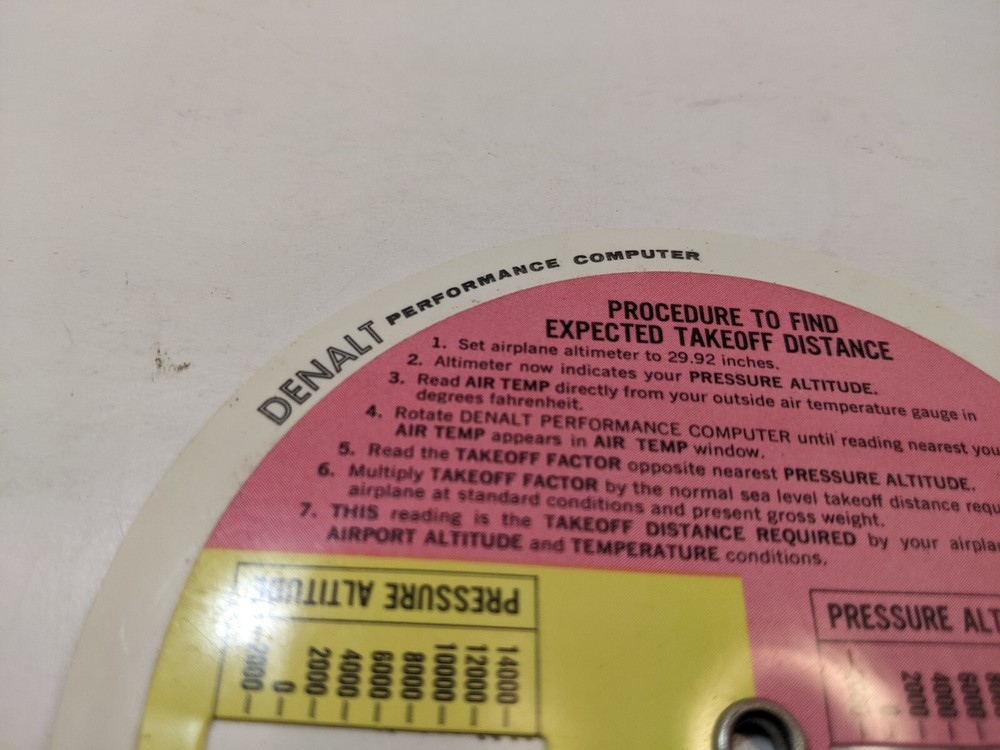 DENALT PERFORMANCE COMPUTER
PROCEDURE TO FIND
EXPECTED TAKEOFF DISTANCE
1. Set airplane altimeter to 29.92 inches.
2. Altimeter now indicates your PRESSURE ALTITUDE.
3. Read AIR TEMP directly from your outside air temperature gauge in
degrees fahrenheit.
4. Rotate DENALT PERFORMANCE COMPUTER until reading nearest you
AIR TEMP appears in AIR TEMP window.
5. Read the TAKEOFF FACTOR opposite nearest PRESSURE ALTITUDE.
6. Multiply TAKEOFF FACTOR by the normal sea level takeoff distance requ
airplane at standard conditions and present gross weight.
7. THIS reading is the TAKEOFF DISTANCE REQUIRED by your airpla
AIRPORT ALTITUDE and TEMPERATURE conditions.
PRESSURE ALTITUDE
-2000
0
2000
4000
6000
8000
10000
12000
14000
PRESSURE ALT
2000
4000
6000